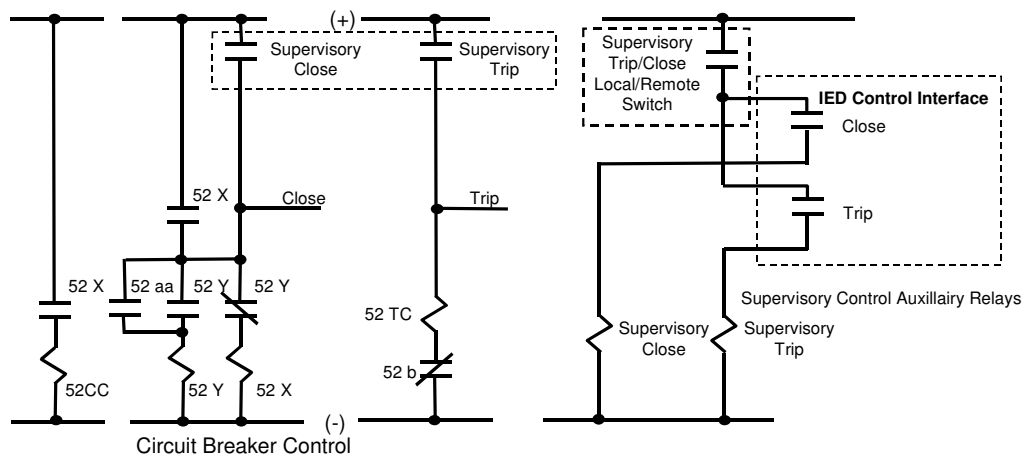 (+)
Supervisory
Close
Supervisory
Trip
Supervisory
Trip/Close
Local/Remote
Switch
IED Control Interface
Close
Trip
52 X
Close
Trip
52 X
52 aa
52 Y
52 Y
52 TC
52 b
52CC
52 Y
52 X
Supervisory Control Auxillairy Relays
Supervisory
Close
Supervisory
Trip
(-)
Circuit Breaker Control